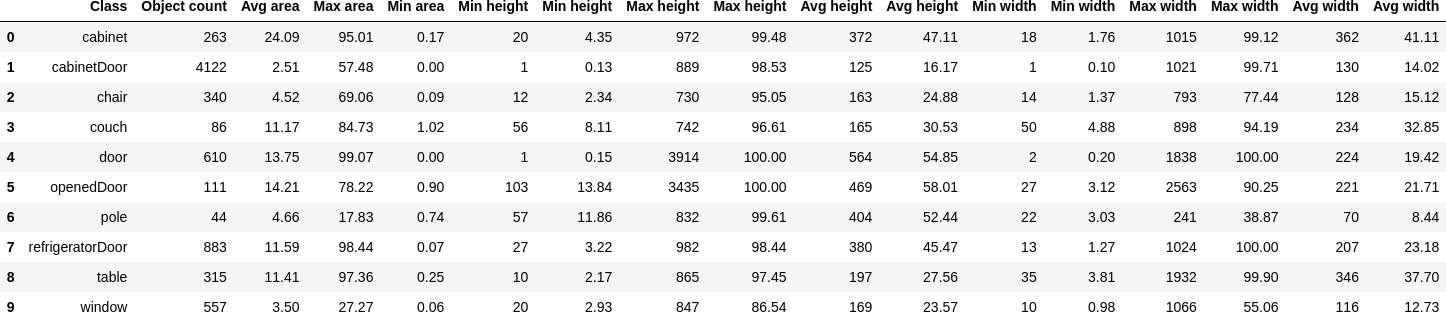 Class Object count Avg area Max area Min area Min height Min height Max height Max height Avg height Avg height Min width Min width Max width Max width Avg width Avg width
0 cabinet 263 24.09 95.01 0.17 20 4.35 972 99.48 372 47.11 18 1.76 1015 99.12 362 41.11
1 cabinetDoor 4122 2.51 57.48 0.00 1 0.13 889 98.53 125 16.17 1 0.10 1021 99.71 130 14.02
2 chair 340 4.52 69.06 0.09 12 2.34 730 95.05 163 24.88 14 1.37 793 77.44 128 15.12
3 couch 86 11.17 84.73 1.02 56 8.11 742 96.61 165 30.53 50 4.88 898 94.19 234 32.85
4 door 610 13.75 99.07 0.00 1 0.15 3914 100.00 564 54.85 2 0.20 1838 100.00 224 19.42
5 openedDoor 111 14.21 78.22 0.90 103 13.84 3435 100.00 469 58.01 27 3.12 2563 90.25 221 21.71
6 pole 44 4.66 17.83 0.74 57 11.86 832 99.61 404 52.44 22 3.03 241 38.87 70 8.44
7 refrigeratorDoor 883 11.59 98.44 0.07 27 3.22 982 98.44 380 45.47 13 1.27 1024 100.00 207 23.18
8 table 315 11.41 97.36 0.25 10 2.17 865 97.45 197 27.56 35 3.81 1932 99.90 346 37.70
9 window 557 3.50 27.27 0.06 20 2.93 847 86.54 169 23.57 10 0.98 1066 55.06 116 12.73